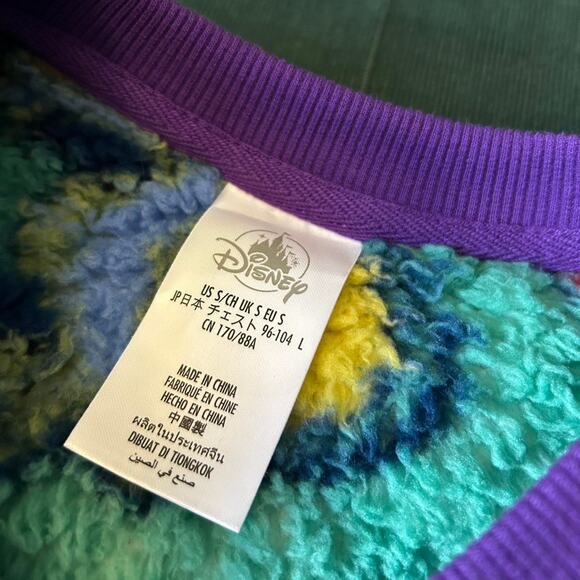 Disney
US S/CH UK S EU S
JP日本 チェスト 96-104 L
CN 170/88A
MADE IN CHINA
FABRIQUÉ EN CHINE
HECHO EN CHINA
中國製
ผลิตในประเทศจีน
DIBUAT DI TIONGKOK
صنع في الصين